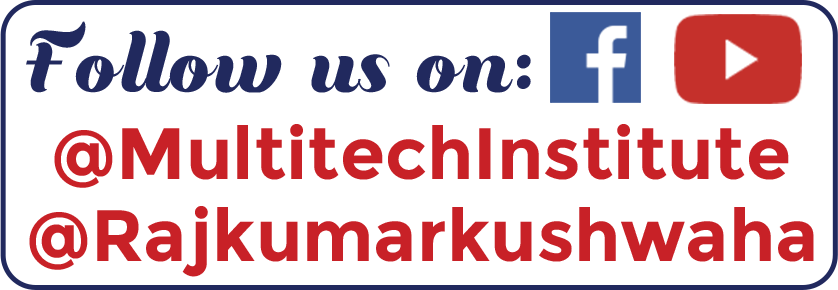 Follow us on: f
@MultitechInstitute
@Rajkumarkushwaha